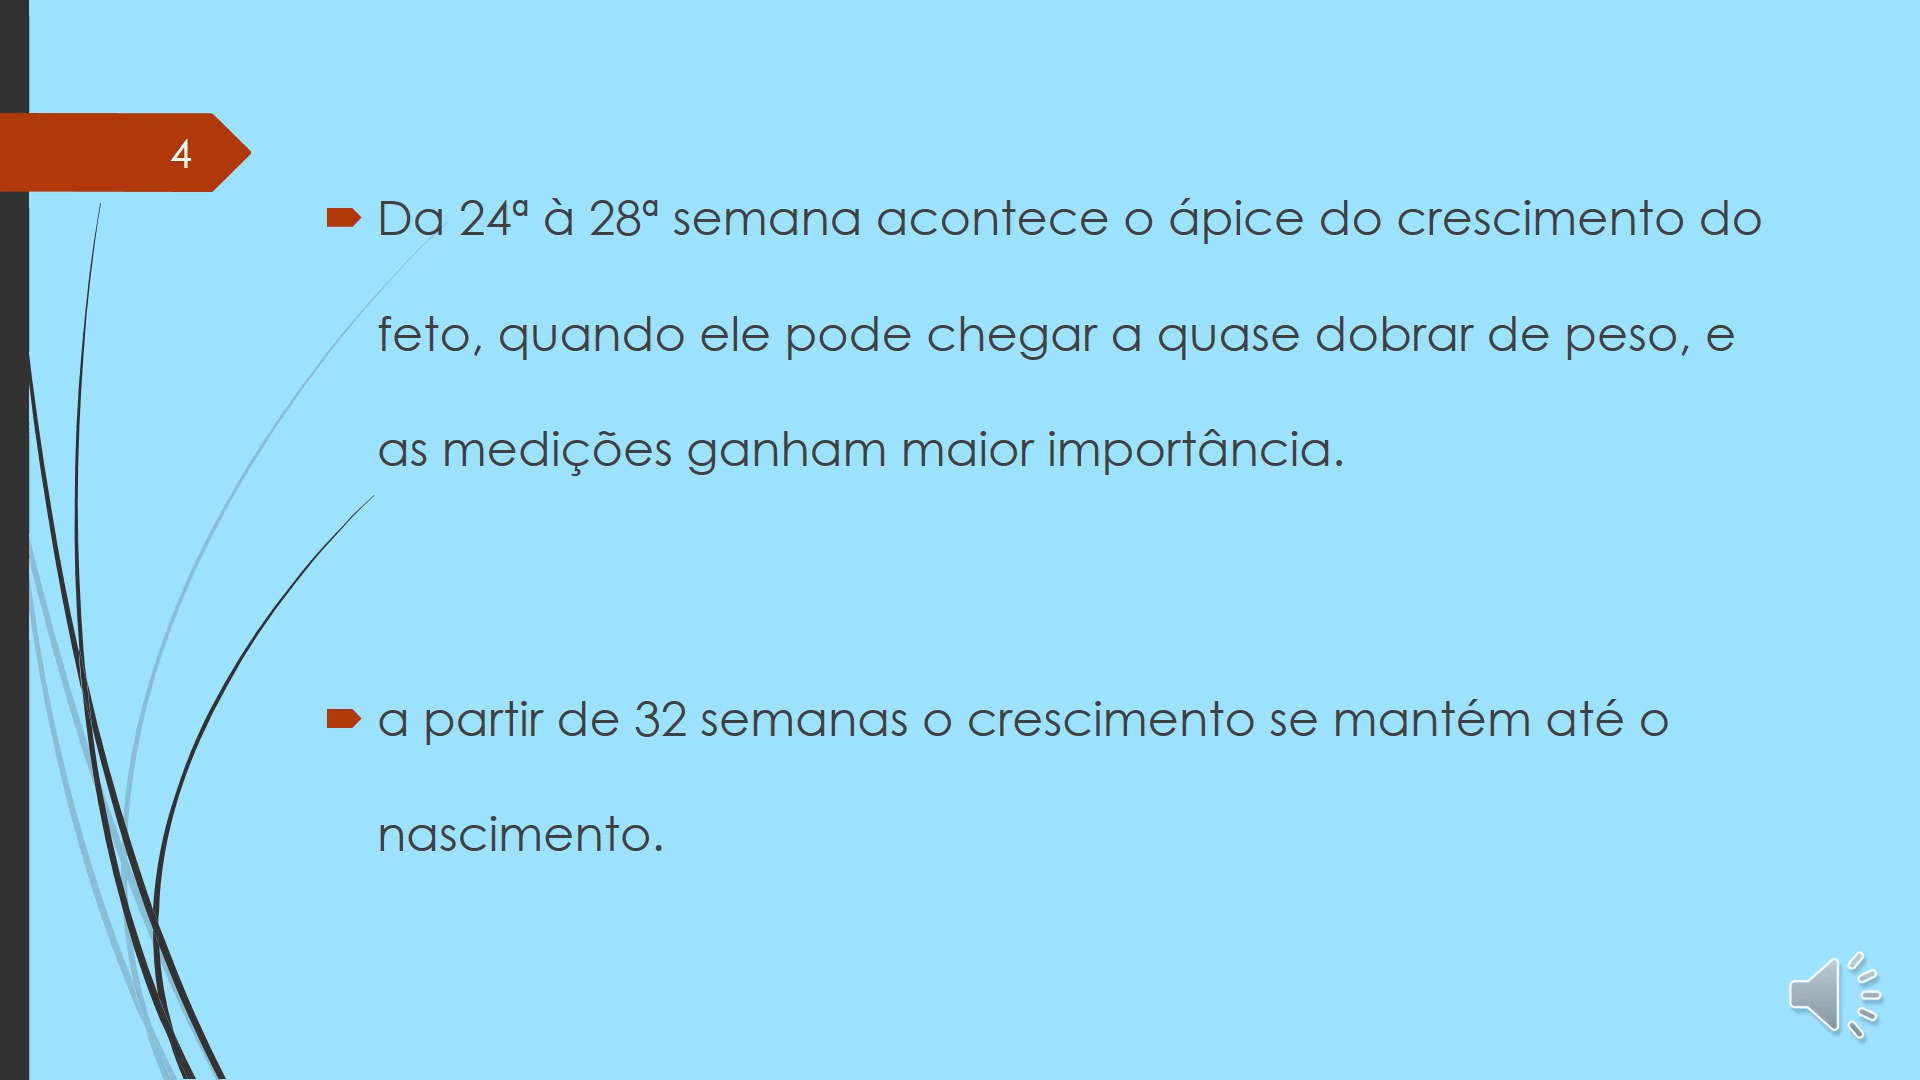 4
Da 24ª à 28ª semana acontece o ápice do crescimento do
feto, quando ele pode chegar a quase dobrar de peso, e
as medições ganham maior importância.
a partir de 32 semanas o crescimento se mantém até o
nascimento.